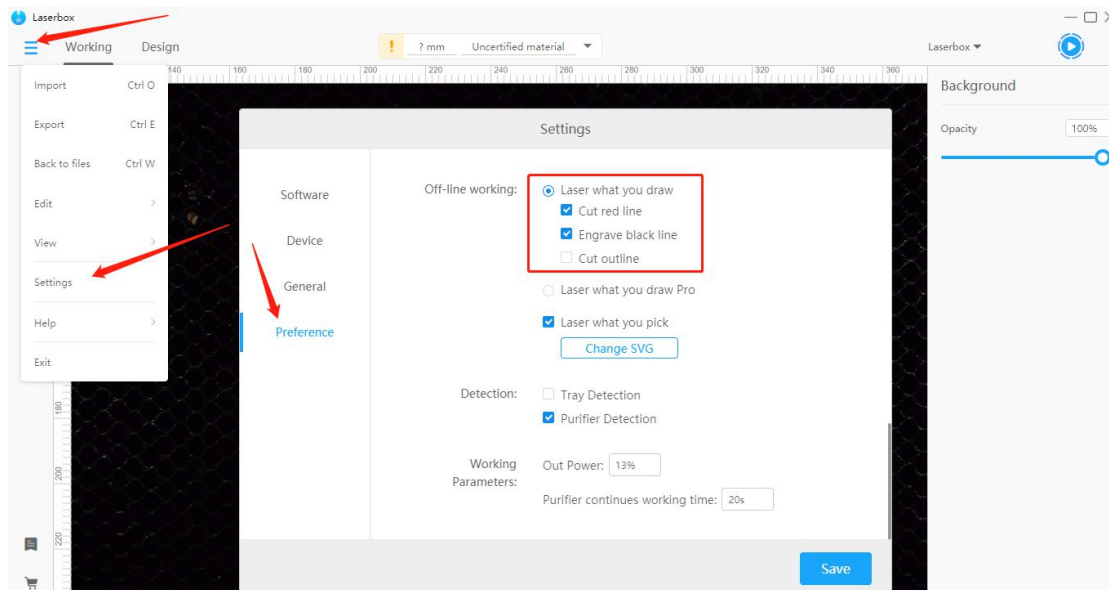 Laserbox
Working Design
! ? mm Uncertified material
Laserbox
140 160 180 200 220 240 260 280 300 320 340 360
Import Ctrl O
Export Ctrl E
Back to files Ctrl W
Edit >
View >
Settings
Help >
Exit
180
200
220
Settings
Software
Device
General
Preference
Off-line working:
Laser what you draw
Cut red line
Engrave black line
Cut outline
Laser what you draw Pro
Laser what you pick
Change SVG
Detection:
Tray Detection
Purifier Detection
Working
Parameters:
Out Power: 13%
Purifier continues working time: 20s
Save
Background
Opacity 100%